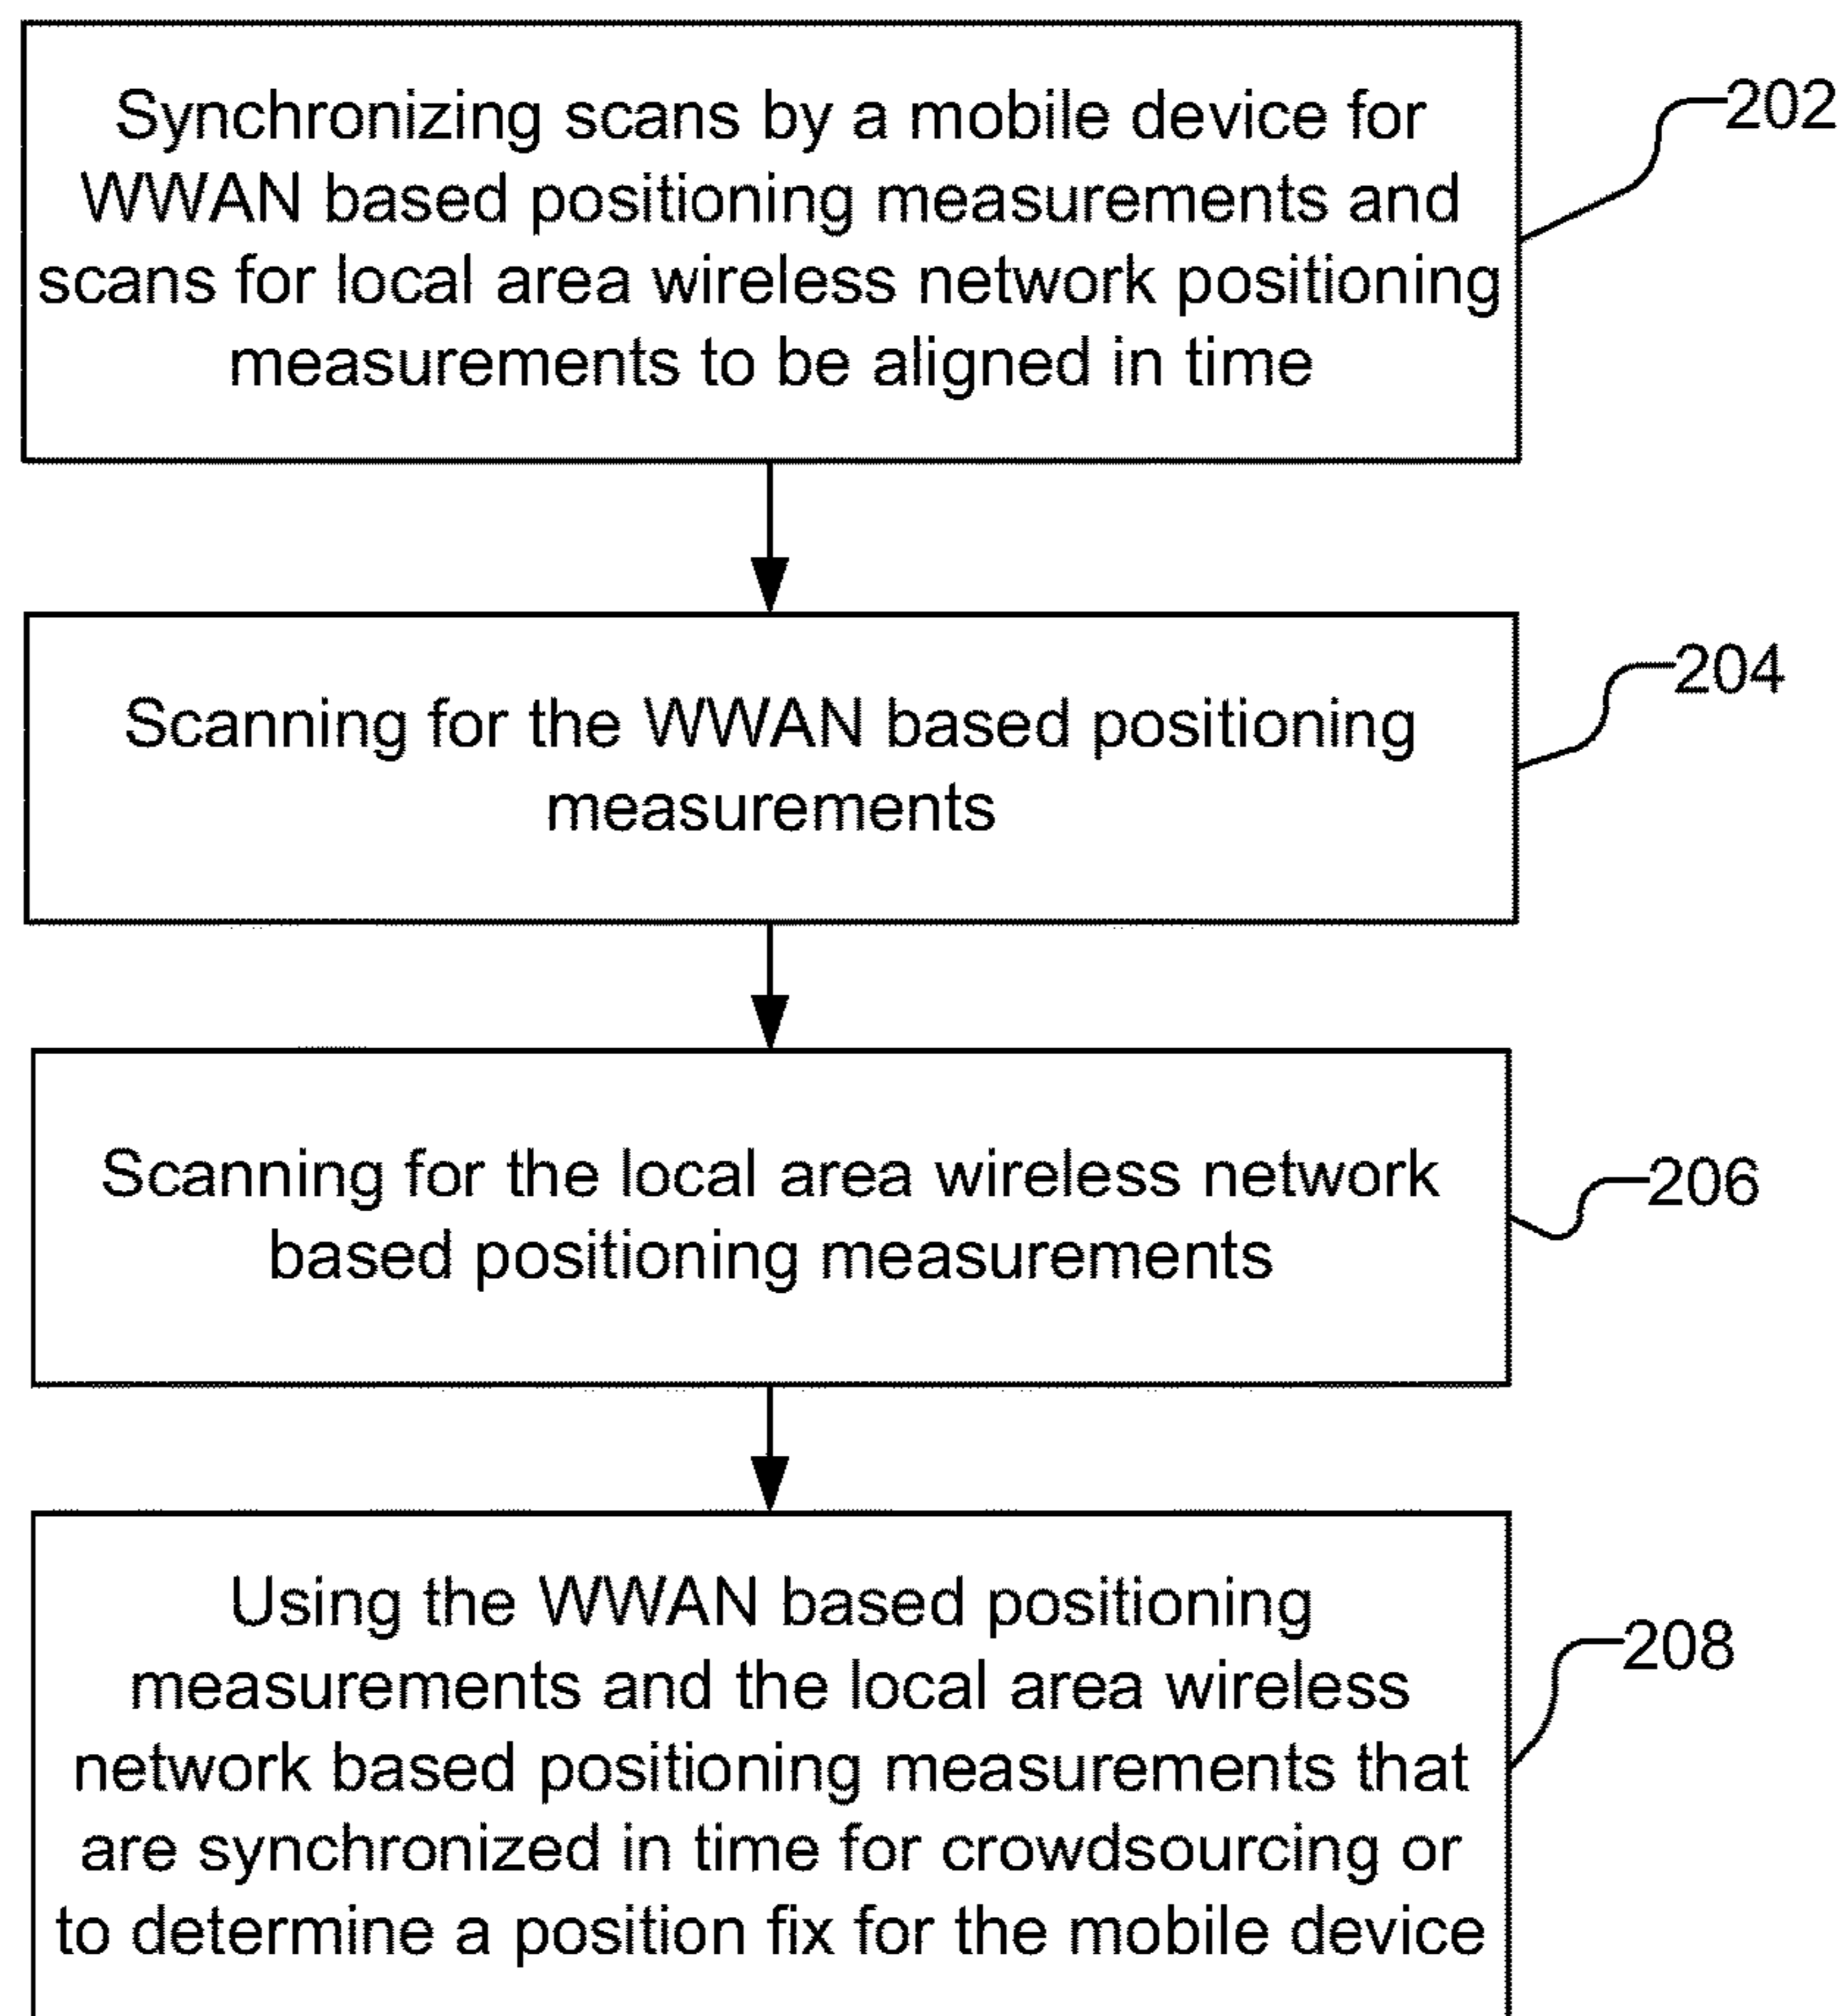 Synchronizing scans by a mobile device for
WWAN based positioning measurements and
scans for local area wireless network positioning
measurements to be aligned in time
202
Scanning for the WWAN based positioning
measurements
204
Scanning for the local area wireless network
based positioning measurements
206
Using the WWAN based positioning
measurements and the local area wireless
network based positioning measurements that
are synchronized in time for crowdsourcing or
to determine a position fix for the mobile device
208